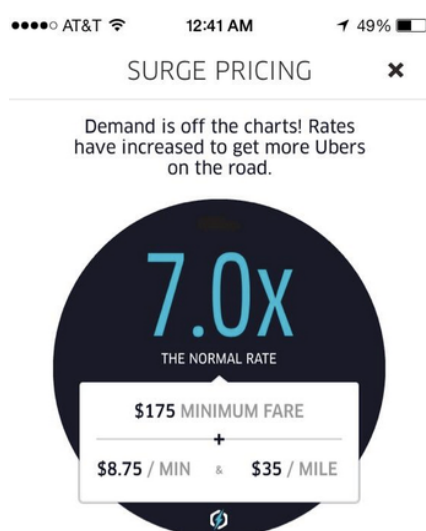 AT&T 12:41 AM 49%
SURGE PRICING ×
Demand is off the charts! Rates
have increased to get more Ubers
on the road.
7.0x
THE NORMAL RATE
$175 MINIMUM FARE
+
$8.75 / MIN & $35 / MILE